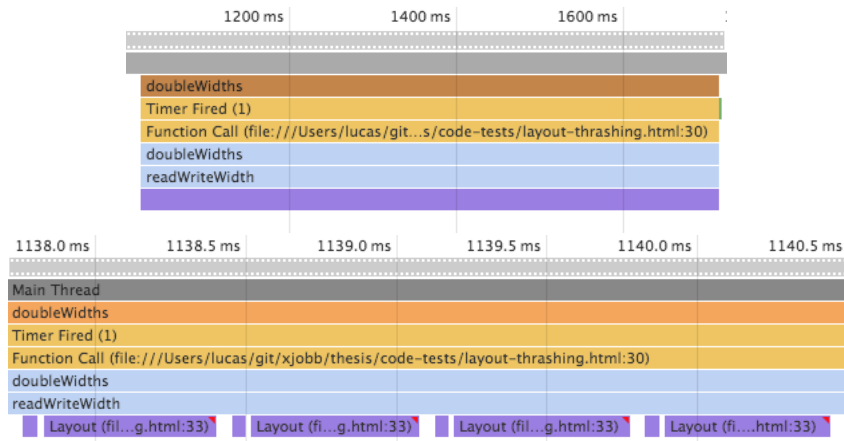 1200 ms 1400 ms 1600 ms
doubleWidths
Timer Fired (1)
Function Call (file:///Users/lucas/git...s/code-tests/layout-thrashing.html:30)
doubleWidths
readWriteWidth
1138.0 ms 1138.5 ms 1139.0 ms 1139.5 ms 1140.0 ms 1140.5 ms
Main Thread
doubleWidths
Timer Fired (1)
Function Call (file:///Users/lucas/git/xjobb/thesis/code-tests/layout-thrashing.html:30)
doubleWidths
readWriteWidth
Layout (fil...g.html:33) Layout (fi...g.html:33) Layout (fil...g.html:33) Layout (fi....html:33)